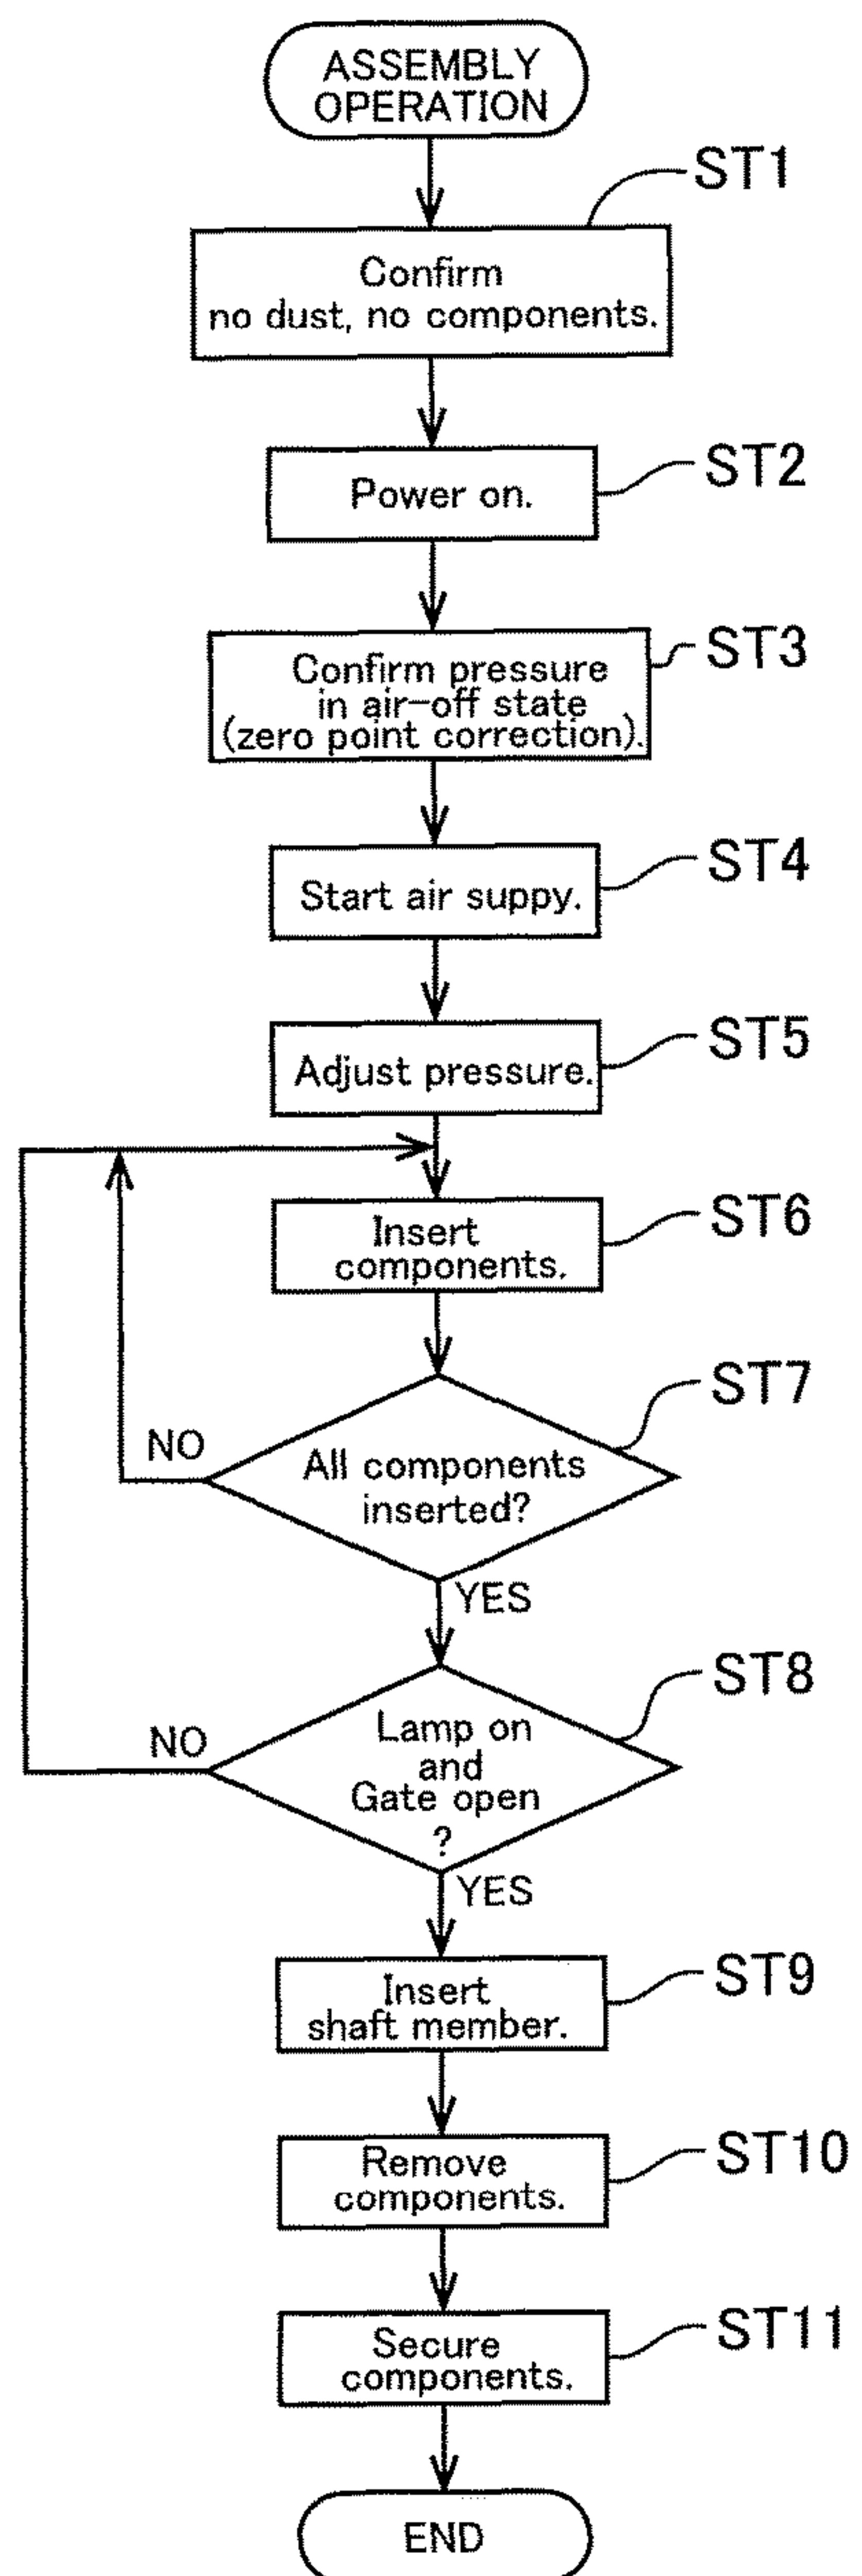 ASSEMBLY
OPERATION
ST1
Confirm
no dust, no components.
ST2
Power on.
ST3
Confirm pressure
in air-off state
(zero point correction).
ST4
Start air suppy.
ST5
Adjust pressure.
ST6
Insert
components.
ST7
NO
All components
inserted?
YES
ST8
NO
Lamp on
and
Gate open
?
YES
ST9
Insert
shaft member.
ST10
Remove
components.
ST11
Secure
components.
END